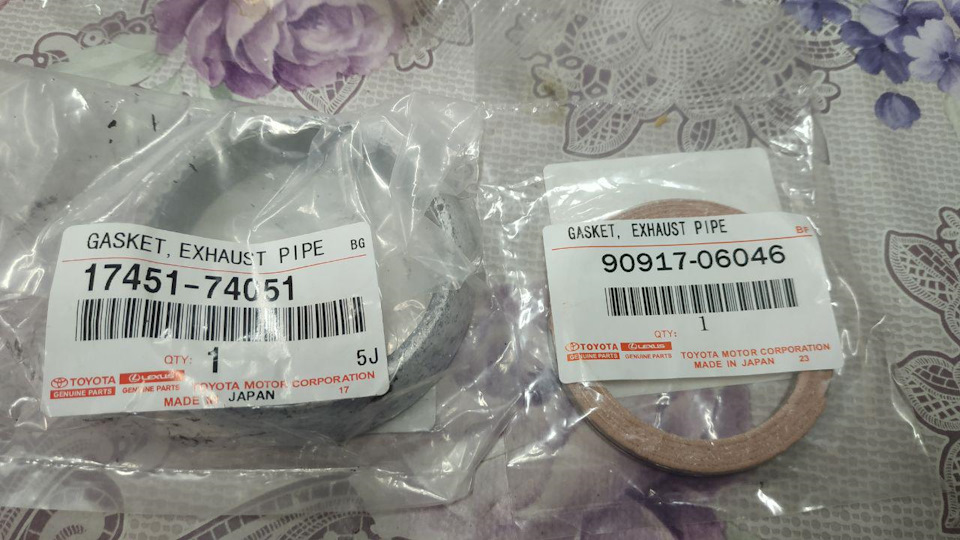 GASKET, EXHAUST PIPE BG
17451-74051
QTY: 1 5J
TOYOTA LEXUS
GENUINE PARTS GENUINE PARTS
TOYOTA MOTOR CORPORATION
MADE IN JAPAN 17
GASKET, EXHAUST PIPE BF
90917-06046
QTY: 1
TOYOTA LEXUS
GENUINE PARTS GENUINE PARTS
TOYOTA MOTOR CORPORATION
MADE IN JAPAN 23